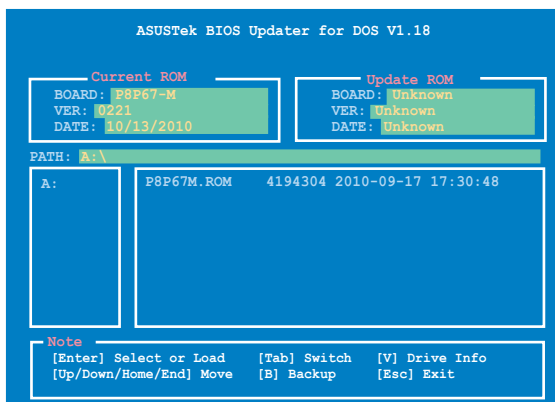 ASUSTek BIOS Updater for DOS V1.18
Current ROM
BOARD: P8P67-M
VER: 0221
DATE: 10/13/2010
Update ROM
BOARD: Unknown
VER: Unknown
DATE: Unknown
PATH: A:\
A:
P8P67M.ROM 4194304 2010-09-17 17:30:48
Note
[Enter] Select or Load [Tab] Switch [V] Drive Info
[Up/Down/Home/End] Move [B] Backup [Esc] Exit